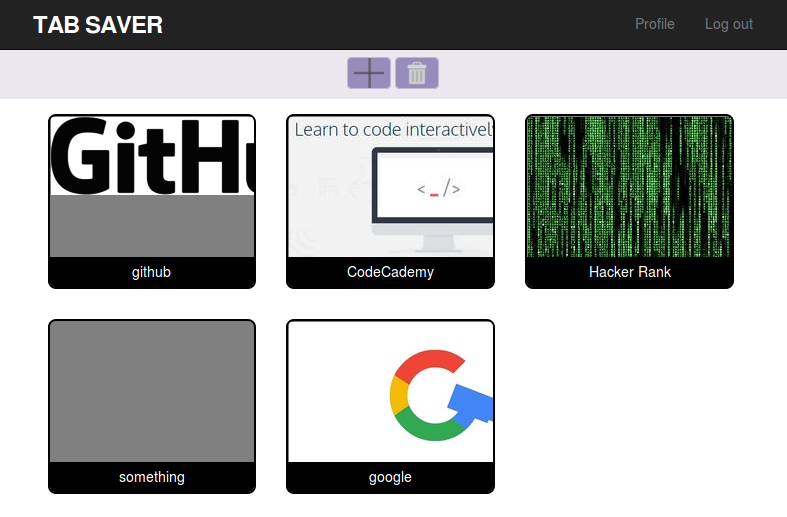 TAB SAVER
Profile
Log out
GitHu
Learn to code interactivel
< _ />
github
CodeCademy
Hacker Rank
something
google